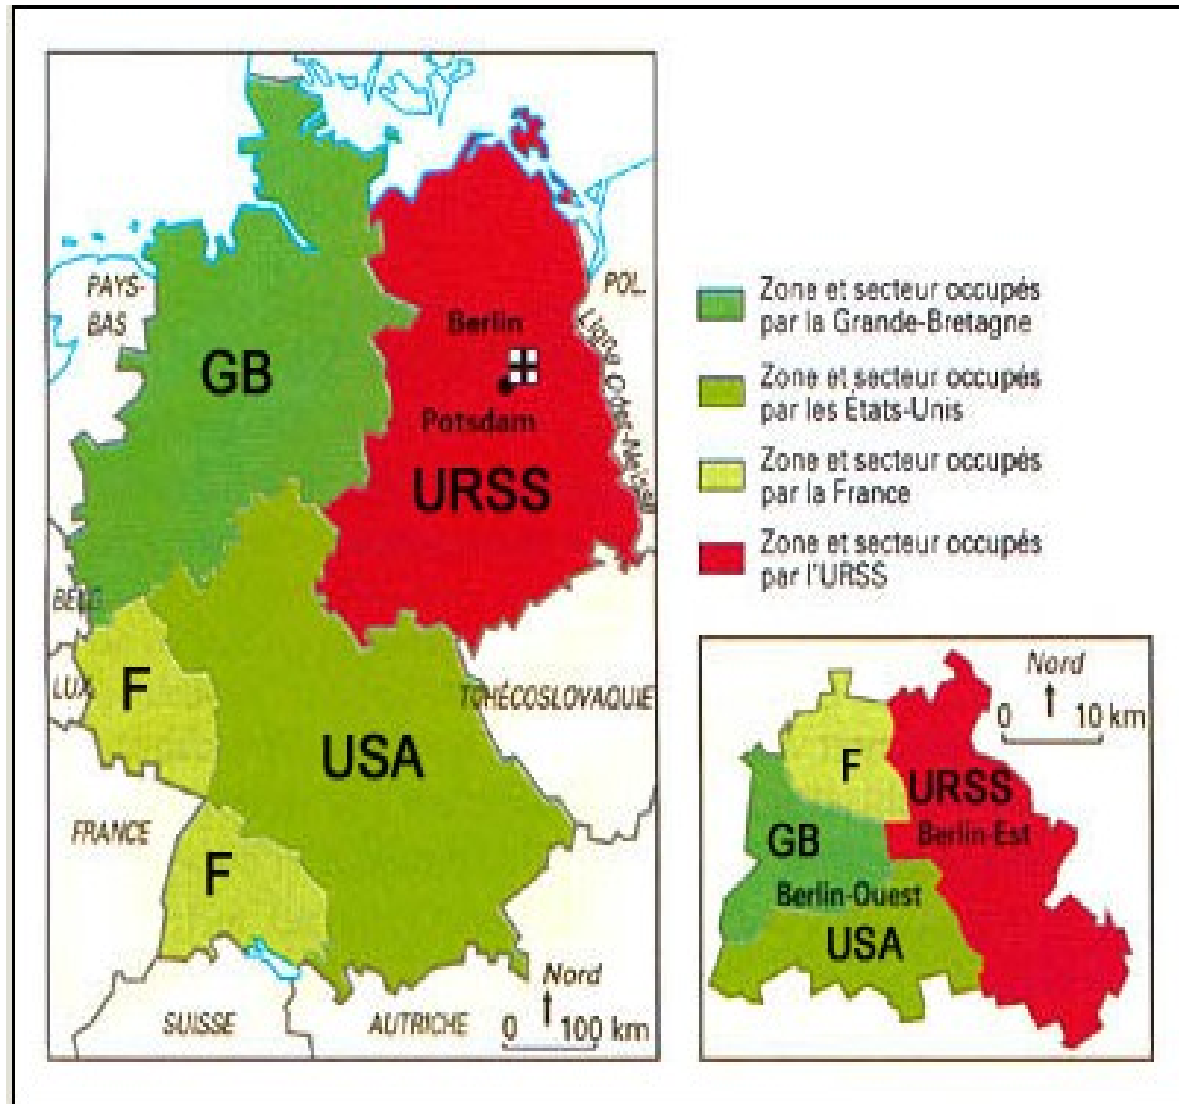 PAYS-
BAS
POL.
Ligne Oder-Neisse
Berlin
GB
Potsdam
URSS
BELG
LUX
F
TCHÉCOSLOVAQUIE
USA
FRANCE
F
SUISSE
AUTRICHE
Nord
0 100 km
Zone et secteur occupés
par la Grande-Bretagne
Zone et secteur occupés
par les États-Unis
Zone et secteur occupés
par la France
Zone et secteur occupés
par l'URSS
Nord
0 10 km
F
URSS
Berlin-Est
GB
Berlin-Ouest
USA